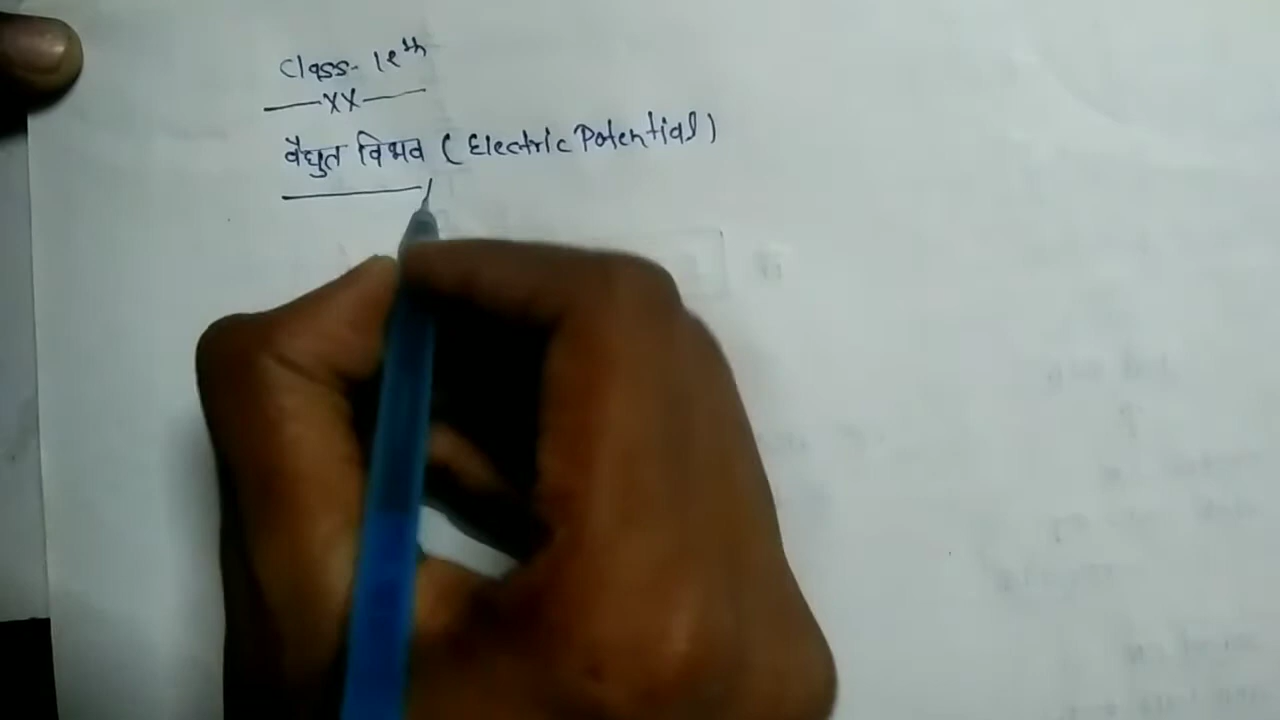 Class- 12th
XX
वैद्युत विभव ( Electric Potential )